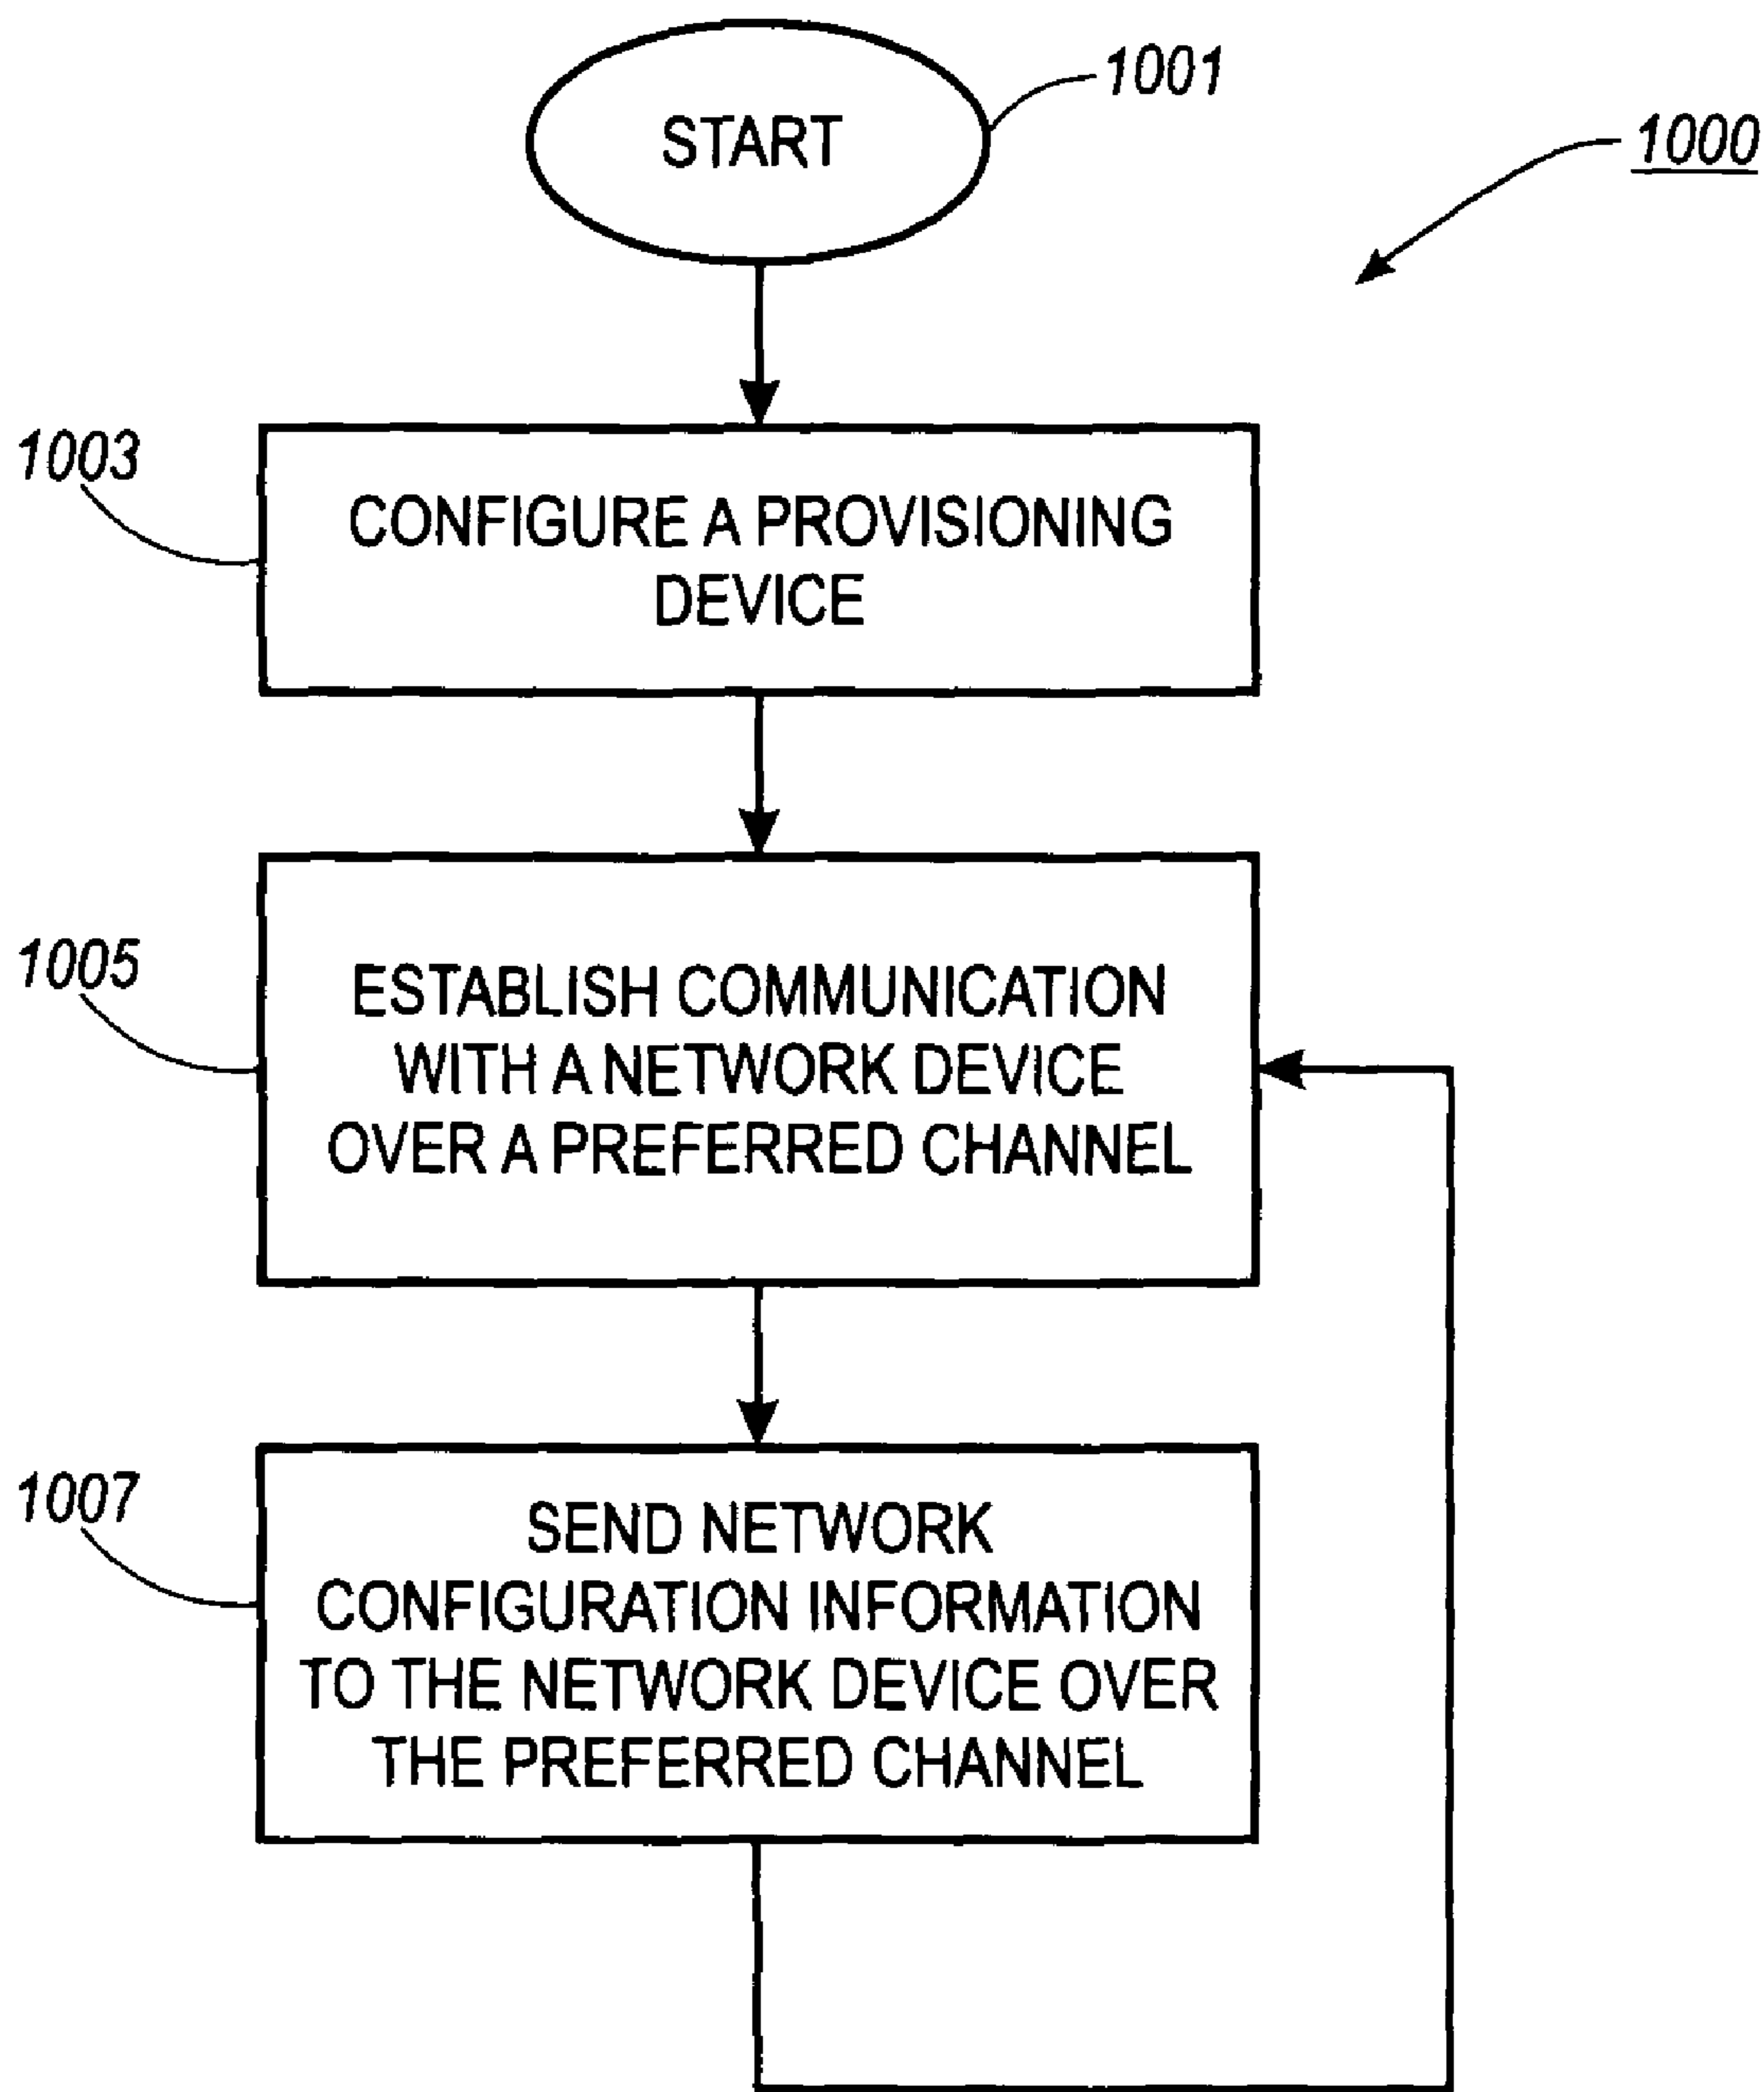 START
1001
1000
1003
CONFIGURE A PROVISIONING
DEVICE
1005
ESTABLISH COMMUNICATION
WITH A NETWORK DEVICE
OVER A PREFERRED CHANNEL
1007
SEND NETWORK
CONFIGURATION INFORMATION
TO THE NETWORK DEVICE OVER
THE PREFERRED CHANNEL